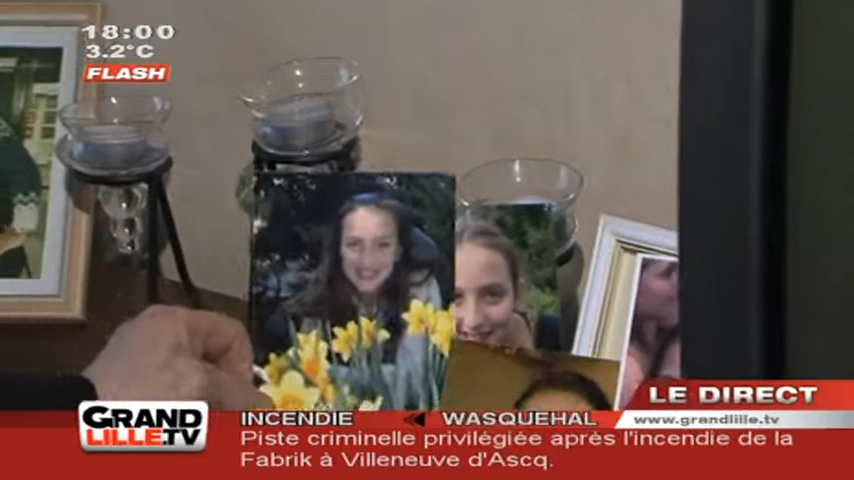 18:00
3.2°C
FLASH
LE DIRECT
www.grandlille.tv
GRAND
LILLE.TV
INCENDIE
WASQUEHAL
Piste criminelle privilégiée après l'incendie de la
Fabrik à Villeneuve d'Ascq.